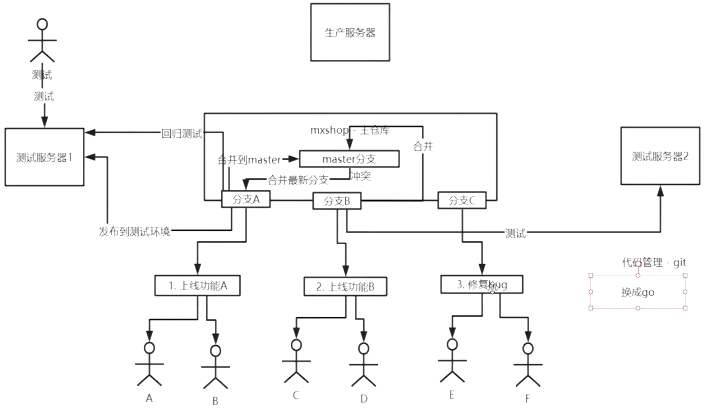 生产服务器
测试
测试
测试服务器1
回归测试
mxshop - 主仓库
合并
合并到master
master分支
测试服务器2
合并最新分支
冲突
分支A
分支B
分支C
发布到测试环境
测试
代码管理 - git
换成go
1. 上线功能A
2. 上线功能B
3. 修复bug
A
B
C
D
E
F